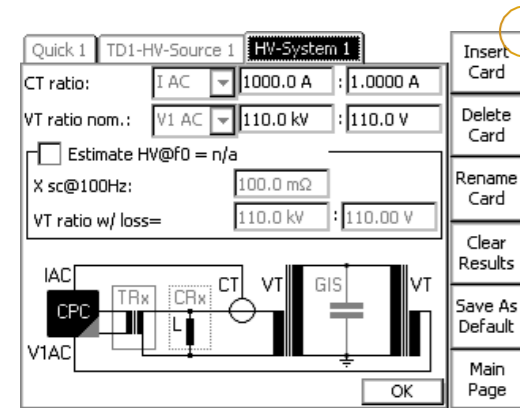 Quick 1 TD1-HV-Source 1 HV-System 1
CT ratio: I AC 1000.0 A : 1.0000 A
VT ratio nom.: V1 AC 110.0 kV : 110.0 V
Estimate HV@f0 = n/a
X sc@100Hz: 100.0 mΩ
VT ratio w/ loss= 110.0 kV : 110.00 V
IAC
CPC
V1AC
TRx
CRx
L
CT
VT
GIS
VT
OK
Insert
Card
Delete
Card
Rename
Card
Clear
Results
Save As
Default
Main
Page